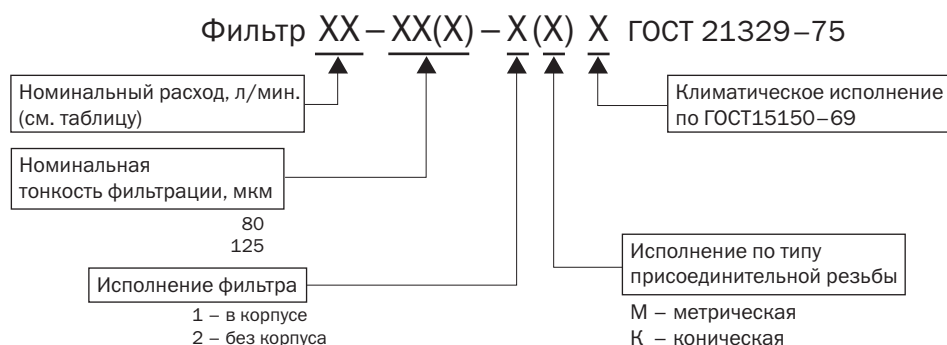 Фильтр XX – XX(X) – X (X) X ГОСТ 21329–75
Номинальный расход, л/мин.
(см. таблицу)
Климатическое исполнение
по ГОСТ15150–69
Номинальная
тонкость фильтрации, мкм
80
125
Исполнение по типу
присоединительной резьбы
Исполнение фильтра
М – метрическая
К – коническая
1 – в корпусе
2 – без корпуса